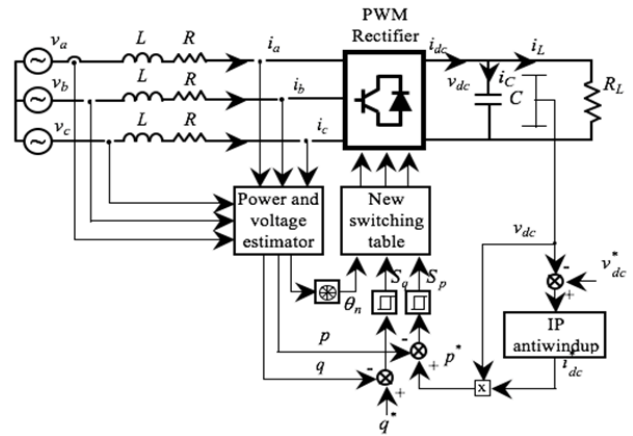 PWM
Rectifier
v_a
L
R
i_a
i_dc
i_L
v_b
L
R
i_b
v_dc
i_C
C
R_L
v_c
L
R
i_c
Power and
voltage
estimator
New
switching
table
v_dc
v*_dc
S_q
S_p
θ_n
IP
antiwindup
p
p*
i*_dc
q
x
q*
- + - + - +